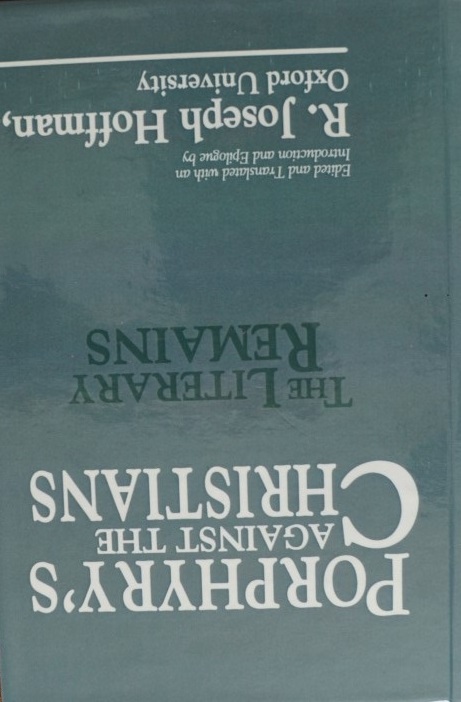 PORPHYRY'S
AGAINST THE
CHRISTIANS
THE LITERARY
REMAINS
Edited and Translated with an
Introduction and Epilogue by
R. Joseph Hoffman,
Oxford University